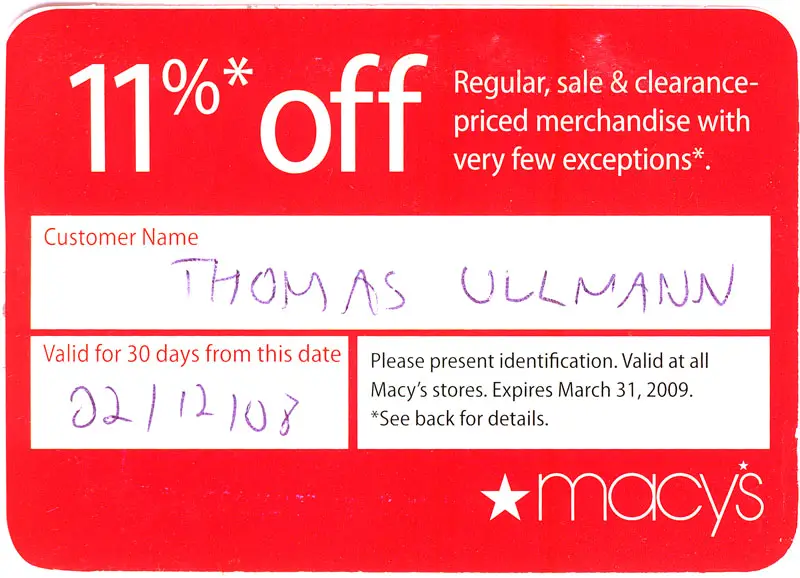 11%* off
Regular, sale & clearance-
priced merchandise with
very few exceptions*.
Customer Name
THOMAS ULLMANN
Valid for 30 days from this date
02/12/08
Please present identification. Valid at all
Macy's stores. Expires March 31, 2009.
*See back for details.
macy's